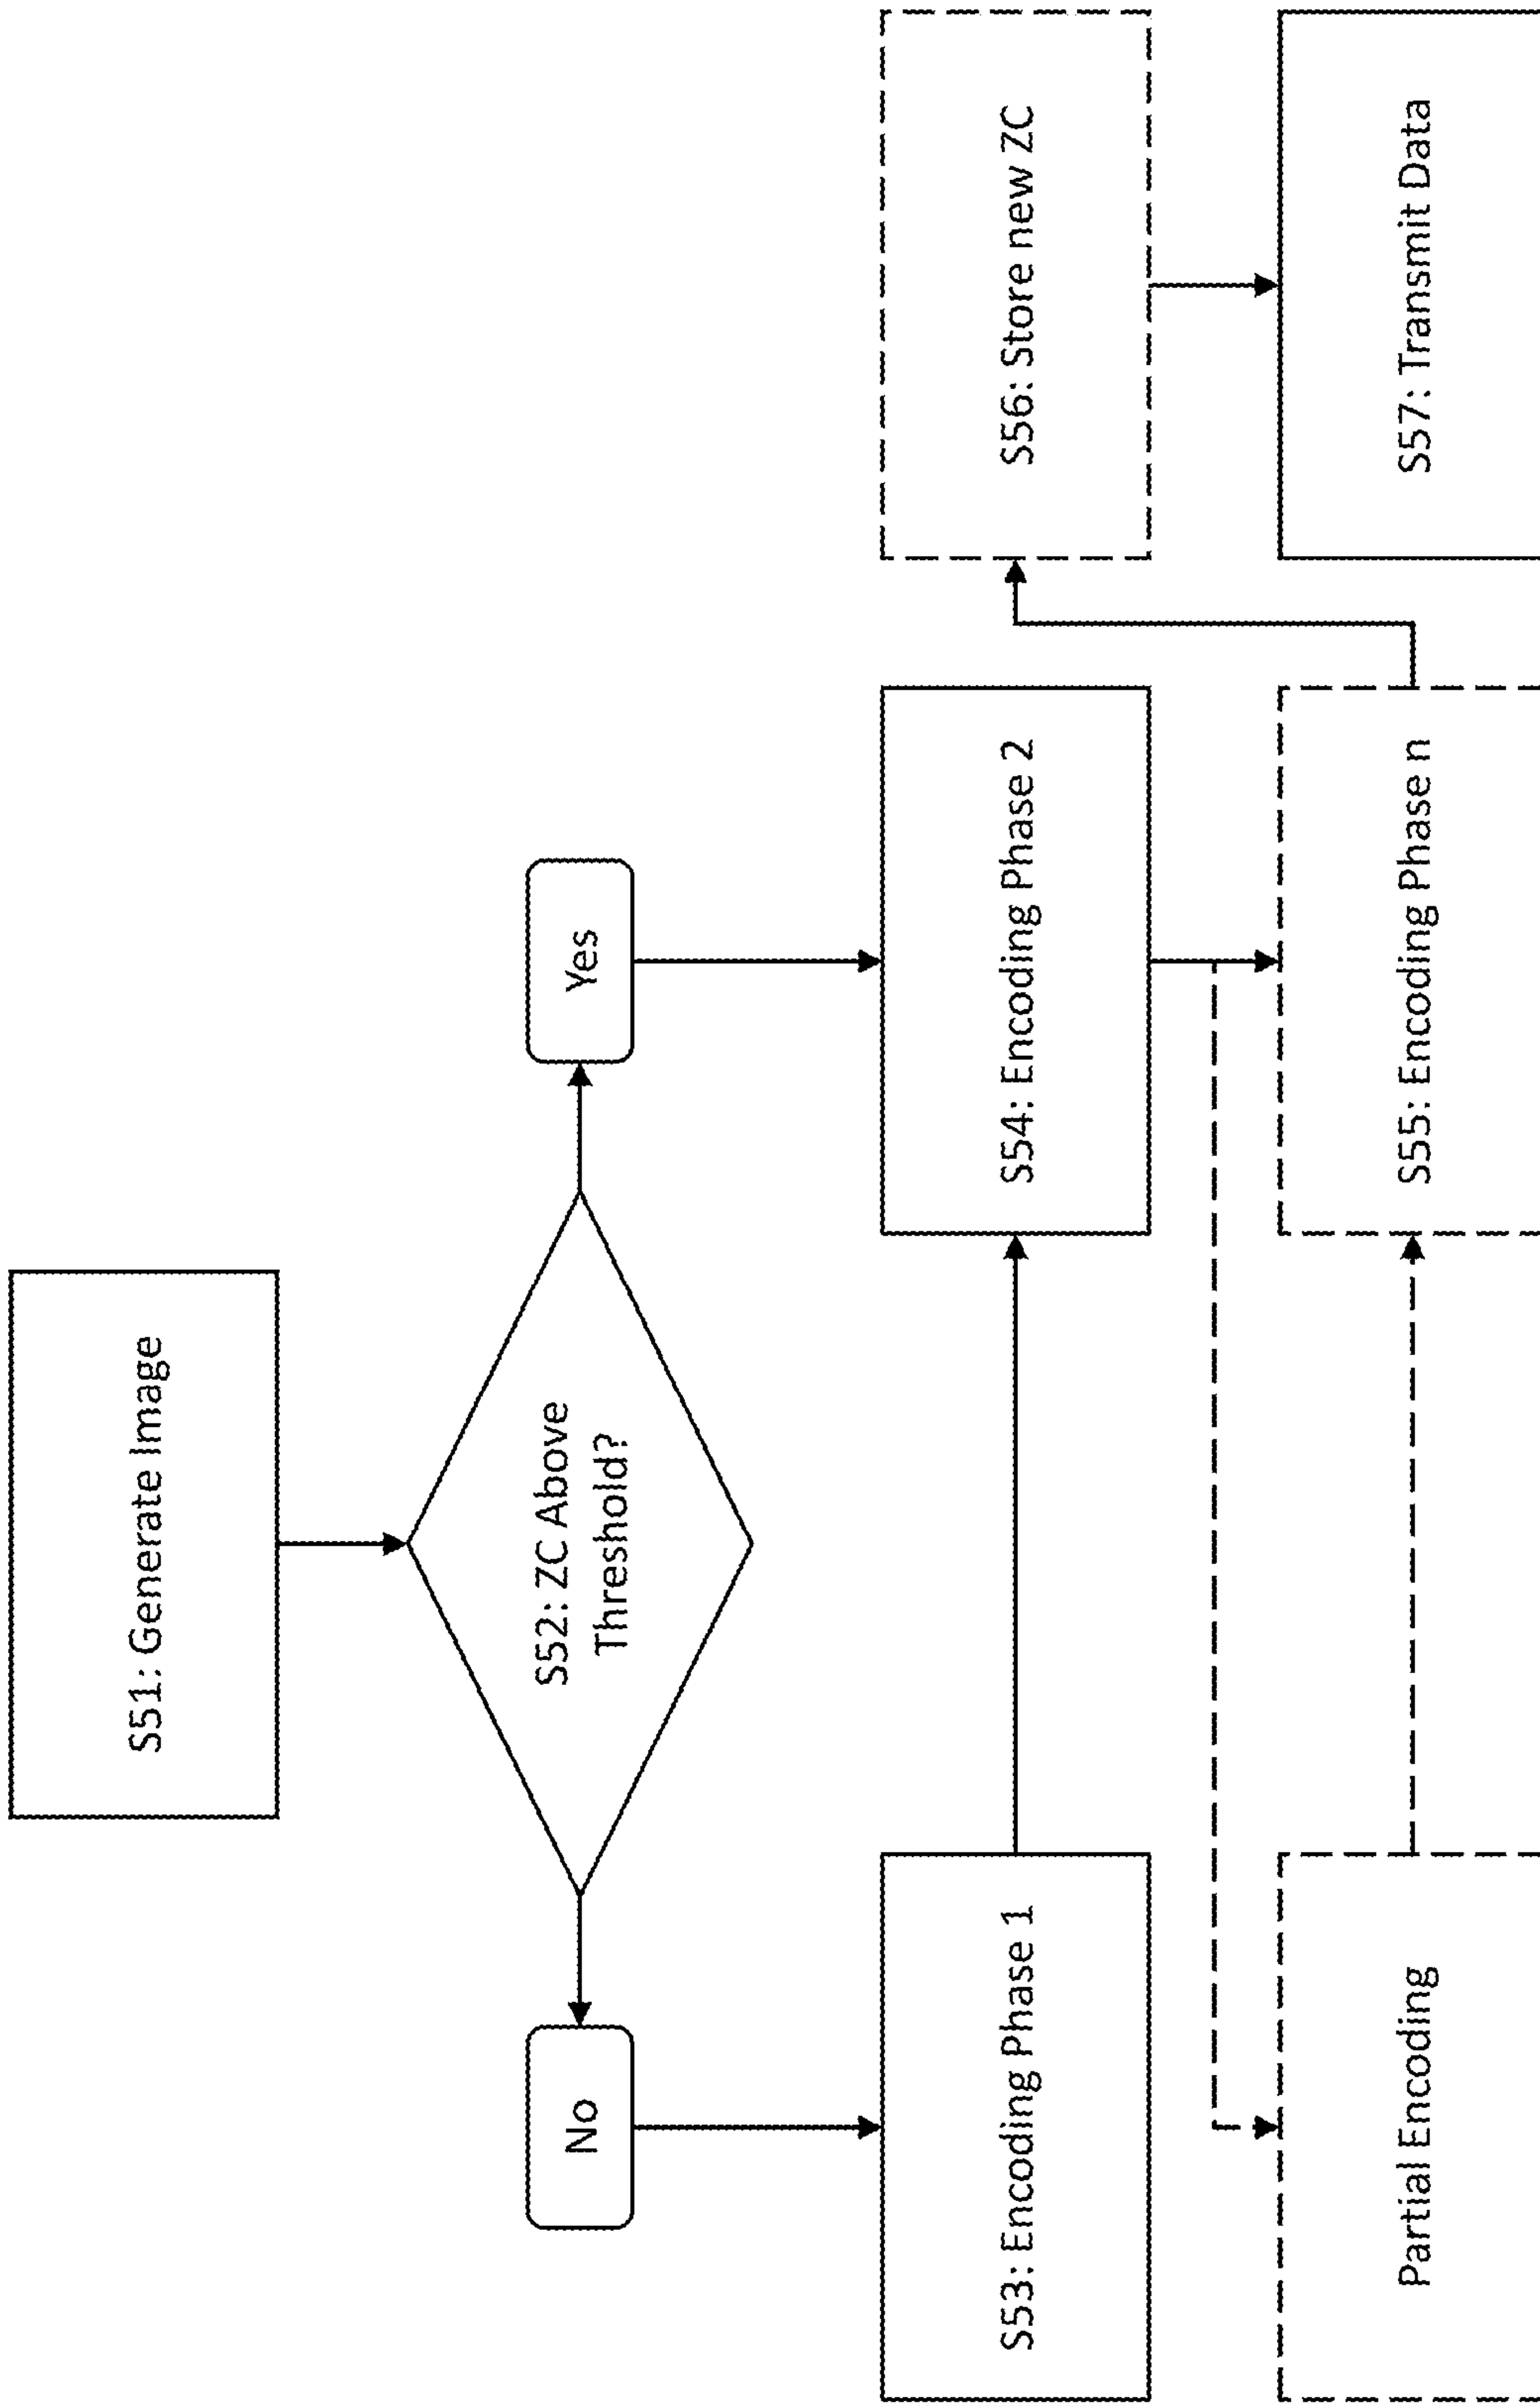 S51: Generate Image
S52: ZC Above
Threshold?
No
Yes
S53: Encoding Phase 1
S54: Encoding Phase 2
S56: Store new ZC
Partial Encoding
S55: Encoding Phase n
S57: Transmit Data